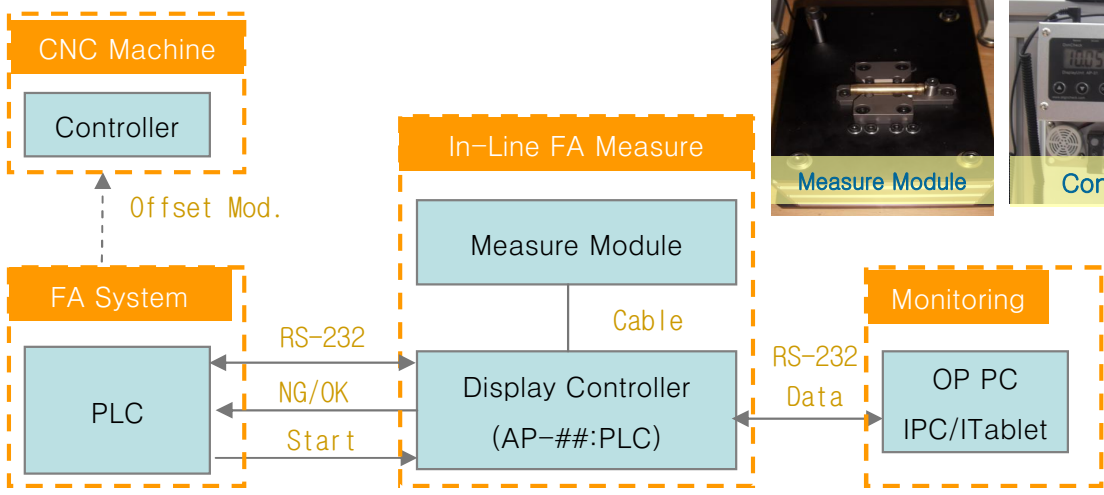 CNC Machine
Controller
Offset Mod.
FA System
PLC
RS-232
NG/OK
Start
In-Line FA Measure
Measure Module
Cable
Display Controller
(AP-##:PLC)
RS-232
Data
Monitoring
OP PC
IPC/ITablet
Measure Module
Con